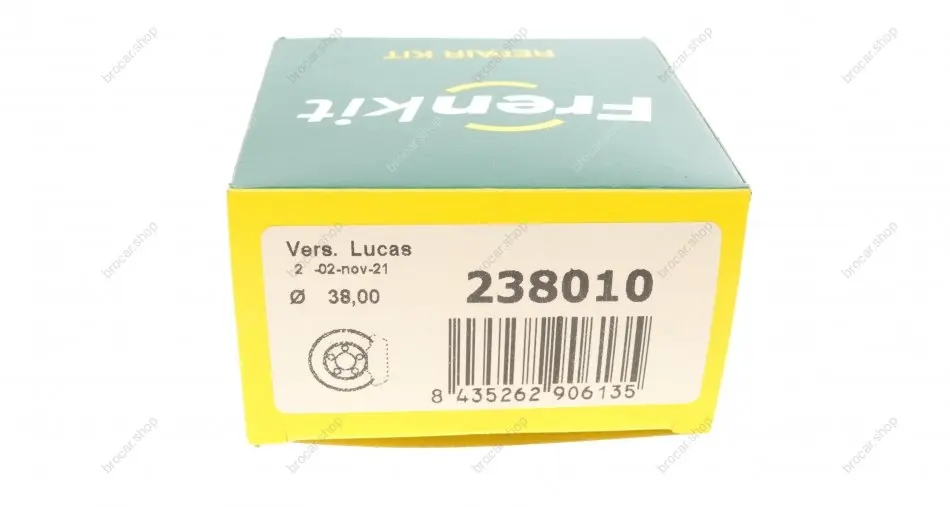 REPAIR KIT
Frenkit
Vers. Lucas
2 -02-nov-21
Ø 38,00
238010
8 435262 906135
brocar.shop